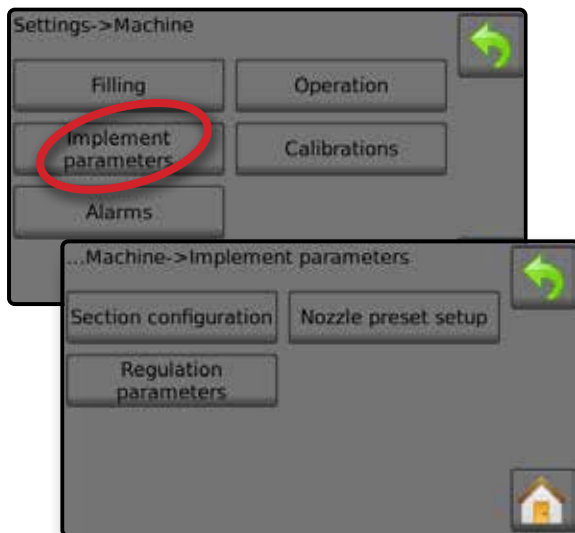 Settings->Machine
Filling
Operation
Implement
parameters
Calibrations
Alarms
...Machine->Implement parameters
Section configuration
Nozzle preset setup
Regulation
parameters